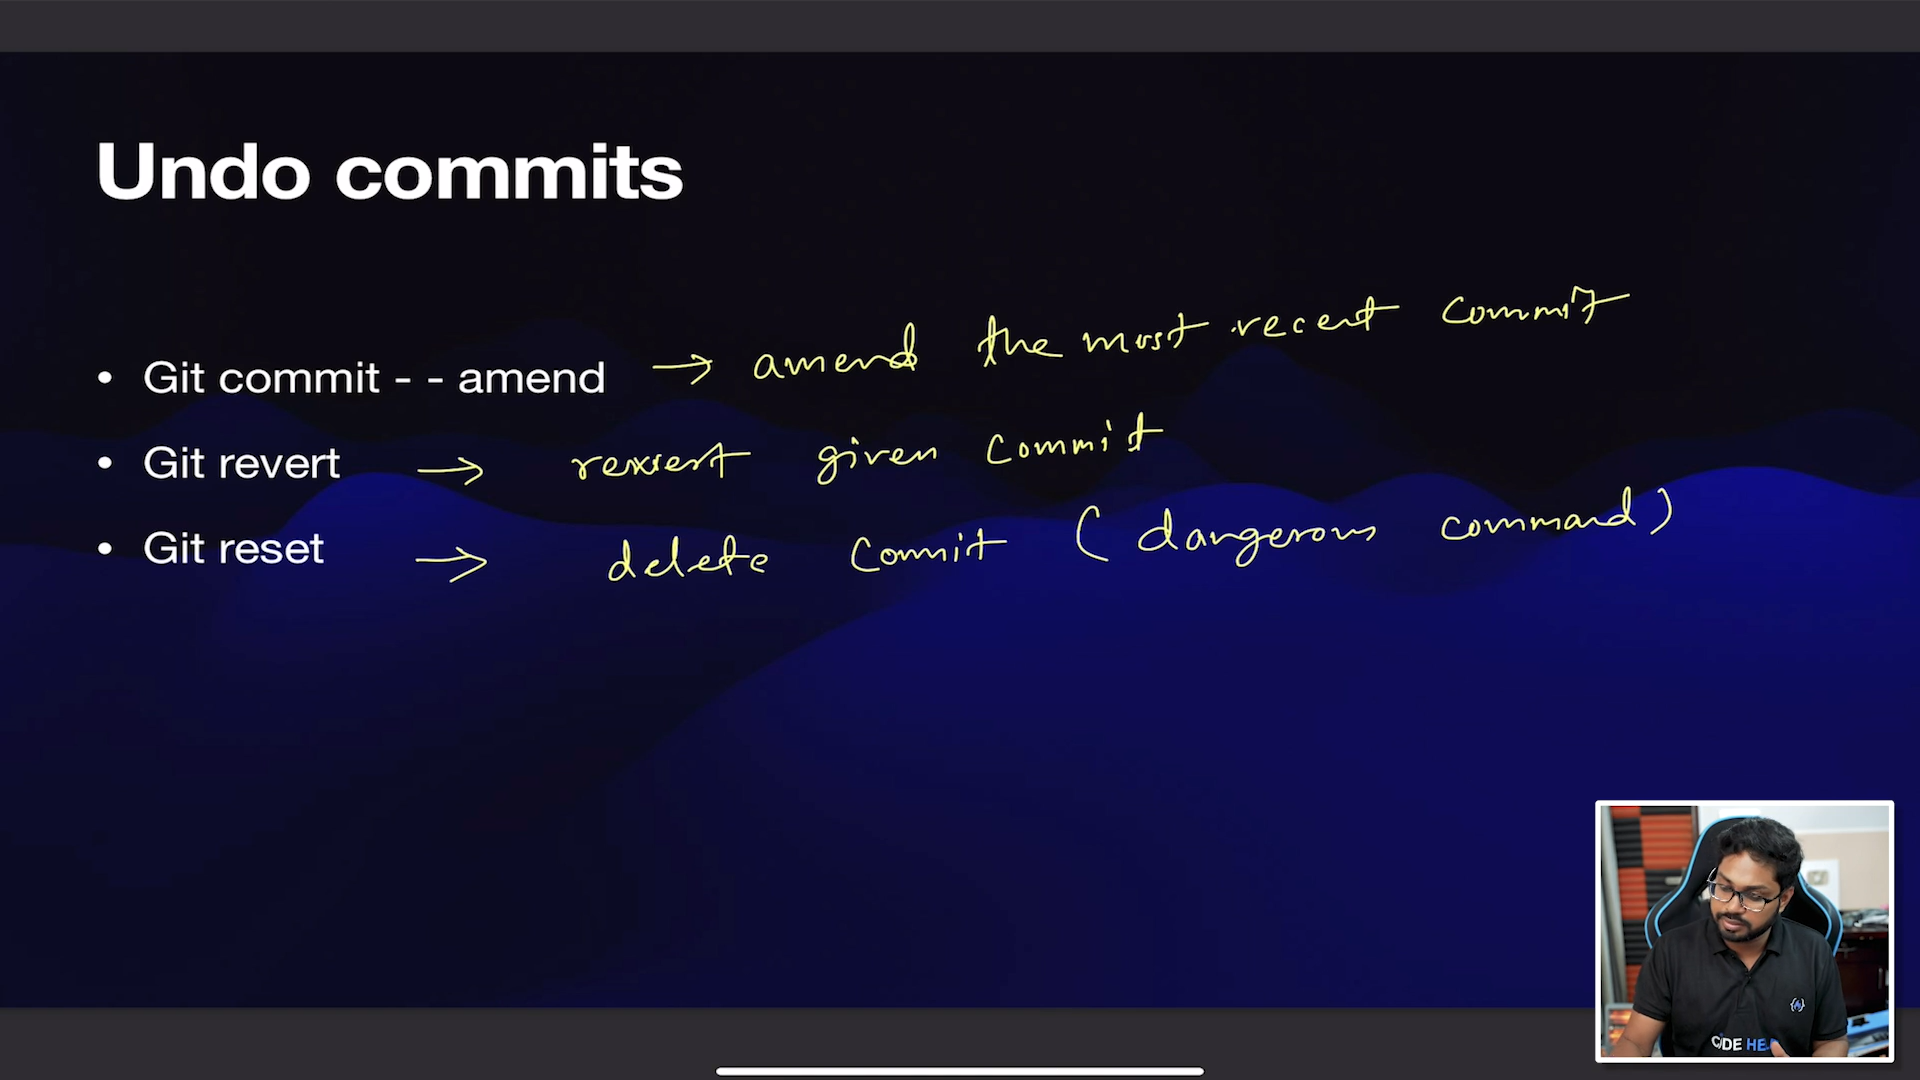 Undo commits
• Git commit - - amend → amend the most recent commit
• Git revert → revert given commit
• Git reset → delete commit (dangerous command)
CODE HE